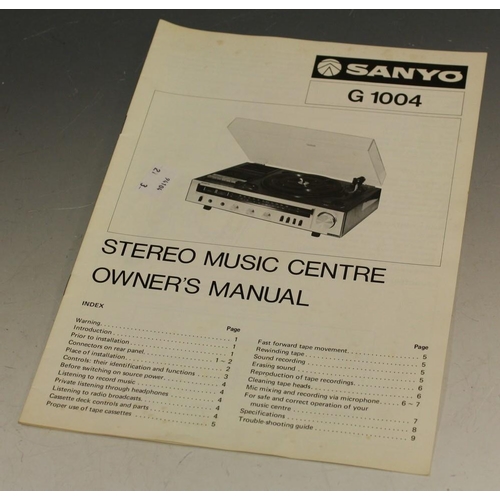 SANYO
G 1004
STEREO MUSIC CENTRE
OWNER'S MANUAL
INDEX
Page
Warning
Introduction 1
Prior to installation 1
Connectors on rear panel 1
Place of installation 1~2
Controls: their identification and functions 2
Before switching on source power 3
Listening to record music 4
Private listening through headphones 4
Listening to radio broadcasts 4
Cassette deck controls and parts 4
Proper use of tape cassettes 5
Page
Fast forward tape movement 5
Rewinding tape 5
Sound recording 5
Erasing sound 5
Reproduction of tape recordings 6
Cleaning tape heads 6
Mic mixing and recording via microphone 6~7
For safe and correct operation of your
music centre 7
Specifications 8
Trouble-shooting guide 9